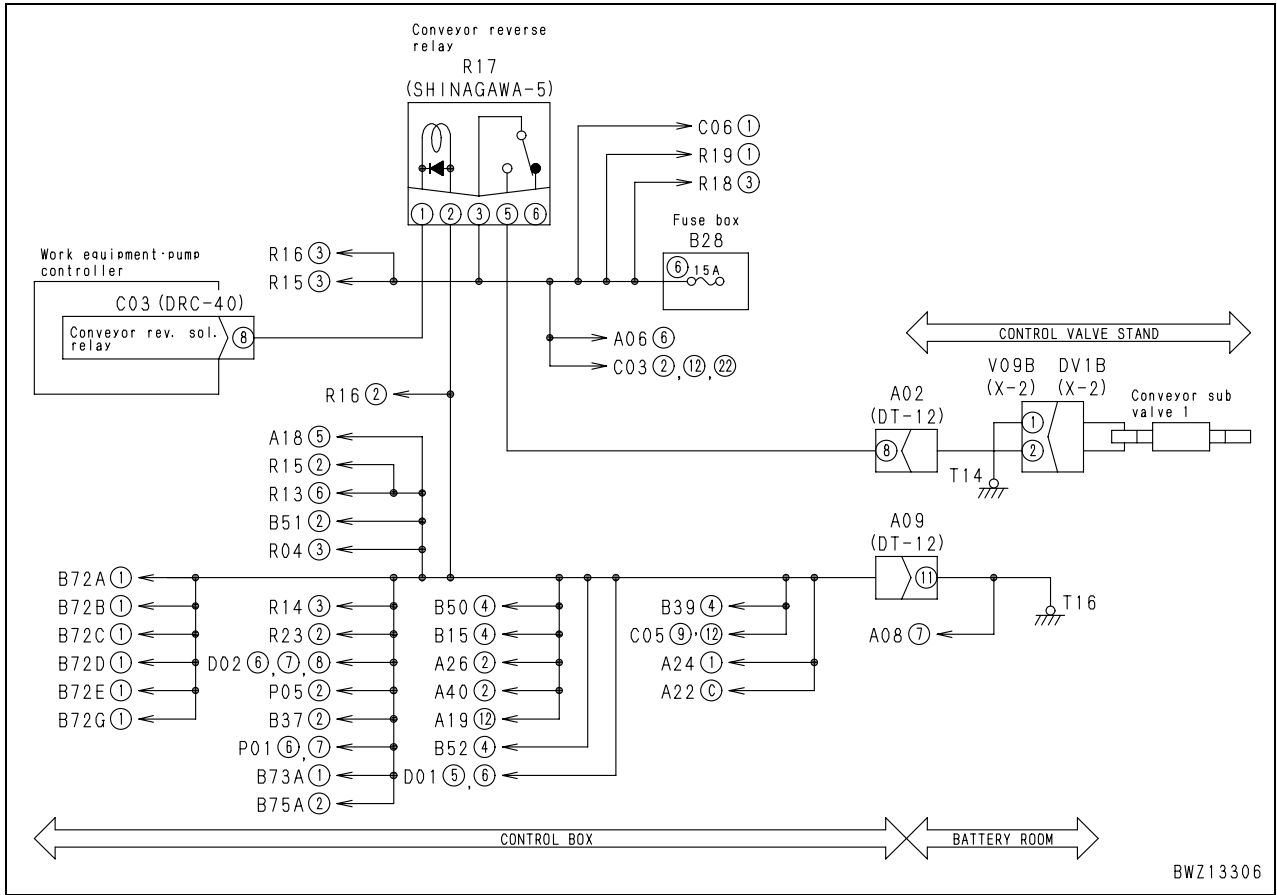 Conveyor reverse
relay
R17
(SHINAGAWA-5)
1 2 3 5 6
C06 1
R19 1
R18 3
Fuse box
B28
6 15A
R16 3
R15 3
Work equipment·pump
controller
C03 (DRC-40)
Conveyor rev. sol.
relay
8
A06 6
C03 2, 12, 22
CONTROL VALVE STAND
V09B
(X-2)
DV1B
(X-2)
Conveyor sub
valve 1
1
2
A02
(DT-12)
8
T14
R16 2
A18 5
R15 2
R13 6
B51 2
R04 3
A09
(DT-12)
11
T16
A08 7
B72A 1
B72B 1
B72C 1
B72D 1
B72E 1
B72G 1
R14 3
R23 2
D02 6, 7, 8
P05 2
B37 2
P01 6, 7
B73A 1
B75A 2
B50 4
B15 4
A26 2
A40 2
A19 12
B52 4
D01 5, 6
B39 4
C05 9, 12
A24 1
A22 C
CONTROL BOX
BATTERY ROOM
BWZ13306